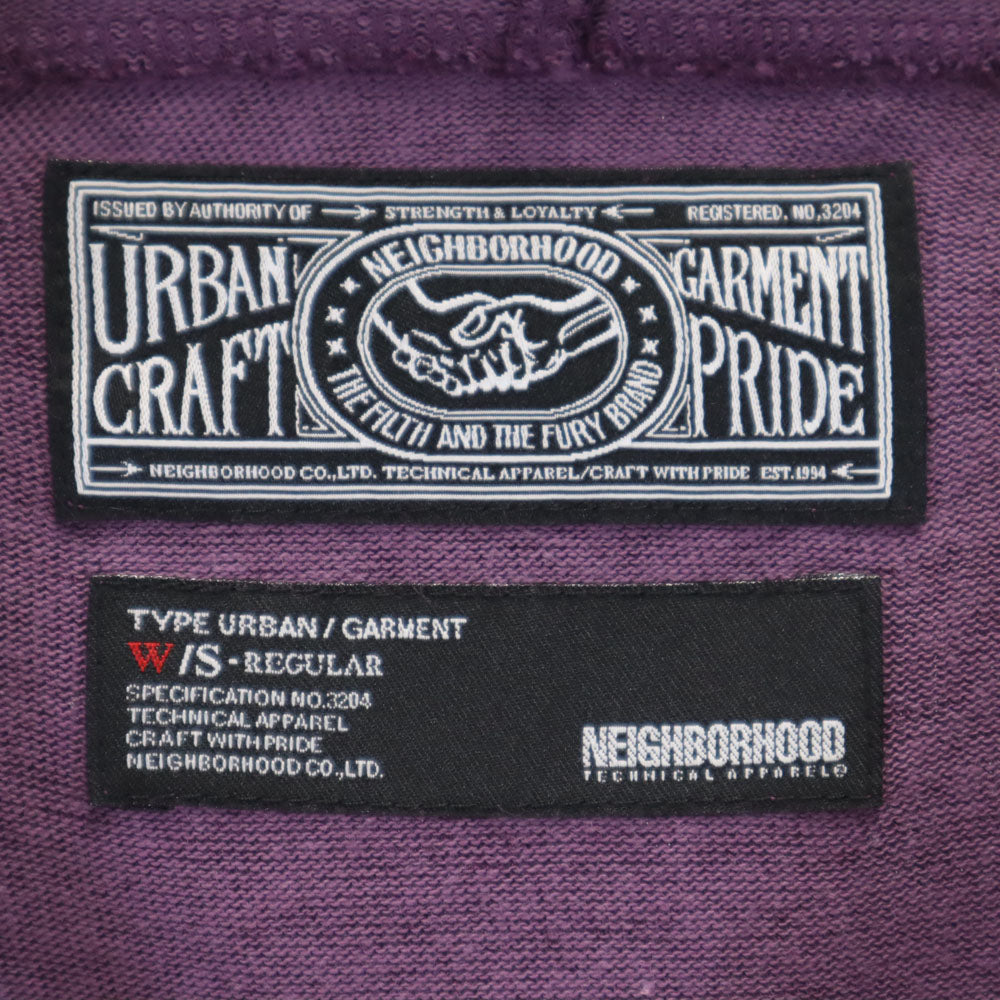 ISSUED BY AUTHORITY OF STRENGTH & LOYALTY REGISTERED. NO, 3204
URBAN CRAFT
NEIGHBORHOOD
THE FILTH AND THE FURY BRAND
GARMENT PRIDE
NEIGHBORHOOD CO.,LTD. TECHNICAL APPAREL/CRAFT WITH PRIDE EST.1994
TYPE URBAN / GARMENT
W/S-REGULAR
SPECIFICATION NO.3204
TECHNICAL APPAREL
CRAFT WITH PRIDE
NEIGHBORHOOD CO.,LTD.
NEIGHBORHOOD
TECHNICAL APPAREL©